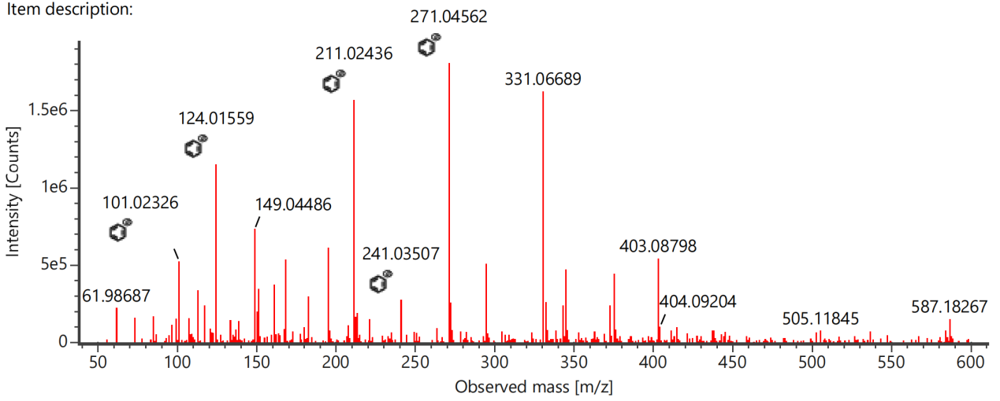 Item description:
271.04562
211.02436
331.06689
1.5e6
124.01559
1e6
101.02326
149.04486
Intensity [Counts]
241.03507
403.08798
5e5
61.98687
404.09204
587.18267
505.11845
0
50 100 150 200 250 300 350 400 450 500 550 600
Observed mass [m/z]